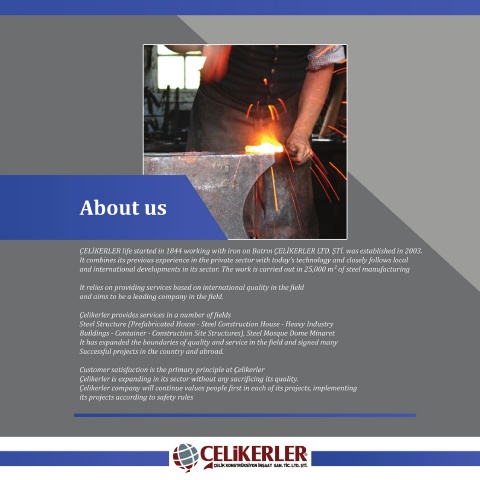 About us
ÇELİKERLER life started in 1844 working with iron on Batrın ÇELİKERLER LTD. ŞTİ. was established in 2003.
It combines its previous experience in the private sector with today's technology and closely follows local
and international developments in its sector. The work is carried out in 25,000 m² of steel manufacturing
It relies on providing services based on international quality in the field
and aims to be a leading company in the field.
Çelikerler provides services in a number of fields
Steel Structure (Prefabricated House - Steel Construction House - Heavy Industry
Buildings - Container - Construction Site Structures), Steel Mosque Dome Minaret
It has expanded the boundaries of quality and service in the field and signed many
Successful projects in the country and abroad.
Customer satisfaction is the primary principle at Çelikerler
Çelikerler is expanding in its sector without any sacrificing its quality.
Çelikerler company will continue values people first in each of its projects, implementing
its projects according to safety rules
ÇELİKERLER
ÇELİK KONSTRÜKSİYON İNŞAAT SAN. TİC. LTD. ŞTİ.